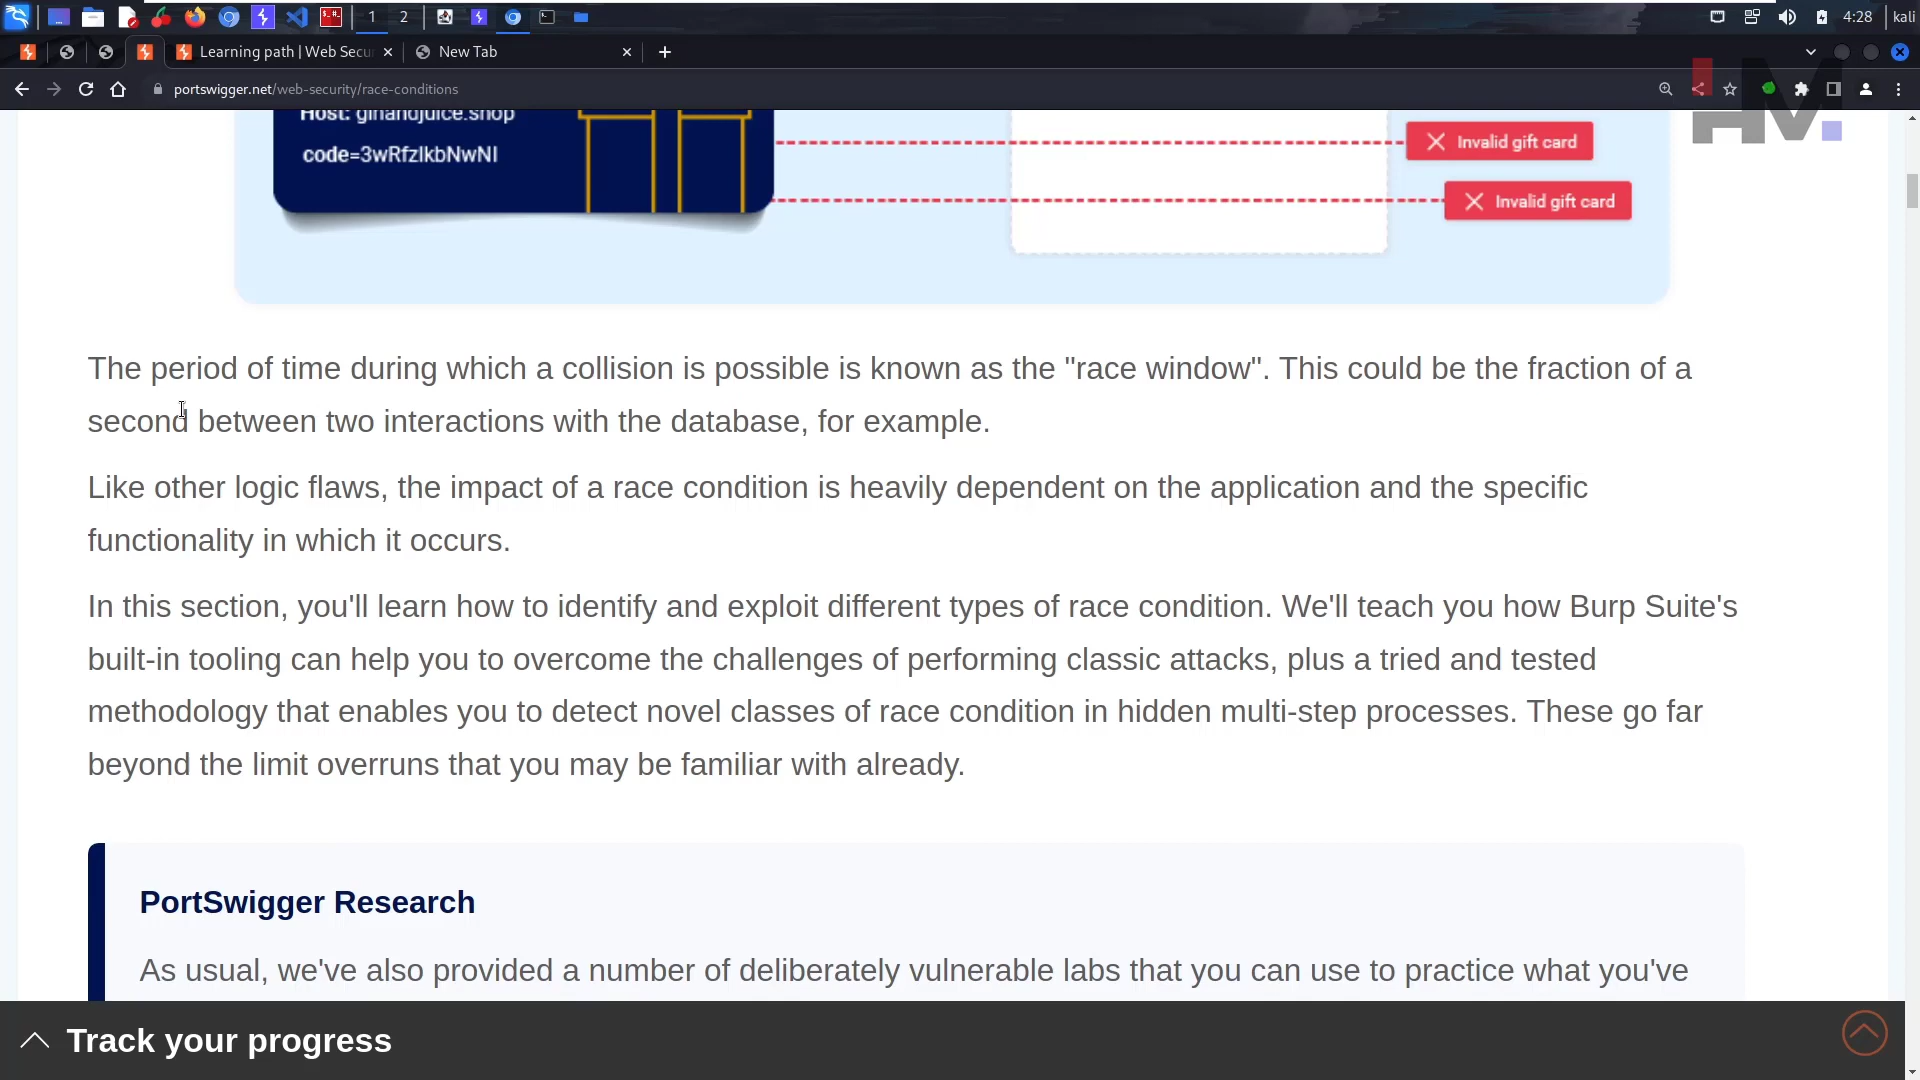 1 2 4:28 kali
Learning path | Web Secu New Tab
portswigger.net/web-security/race-conditions
HM
Host: ginandjuice.shop
code=3wRfzIkbNwNI
Invalid gift card
Invalid gift card
The period of time during which a collision is possible is known as the "race window". This could be the fraction of a
second between two interactions with the database, for example.
Like other logic flaws, the impact of a race condition is heavily dependent on the application and the specific
functionality in which it occurs.
In this section, you'll learn how to identify and exploit different types of race condition. We'll teach you how Burp Suite's
built-in tooling can help you to overcome the challenges of performing classic attacks, plus a tried and tested
methodology that enables you to detect novel classes of race condition in hidden multi-step processes. These go far
beyond the limit overruns that you may be familiar with already.
PortSwigger Research
As usual, we've also provided a number of deliberately vulnerable labs that you can use to practice what you've
Track your progress